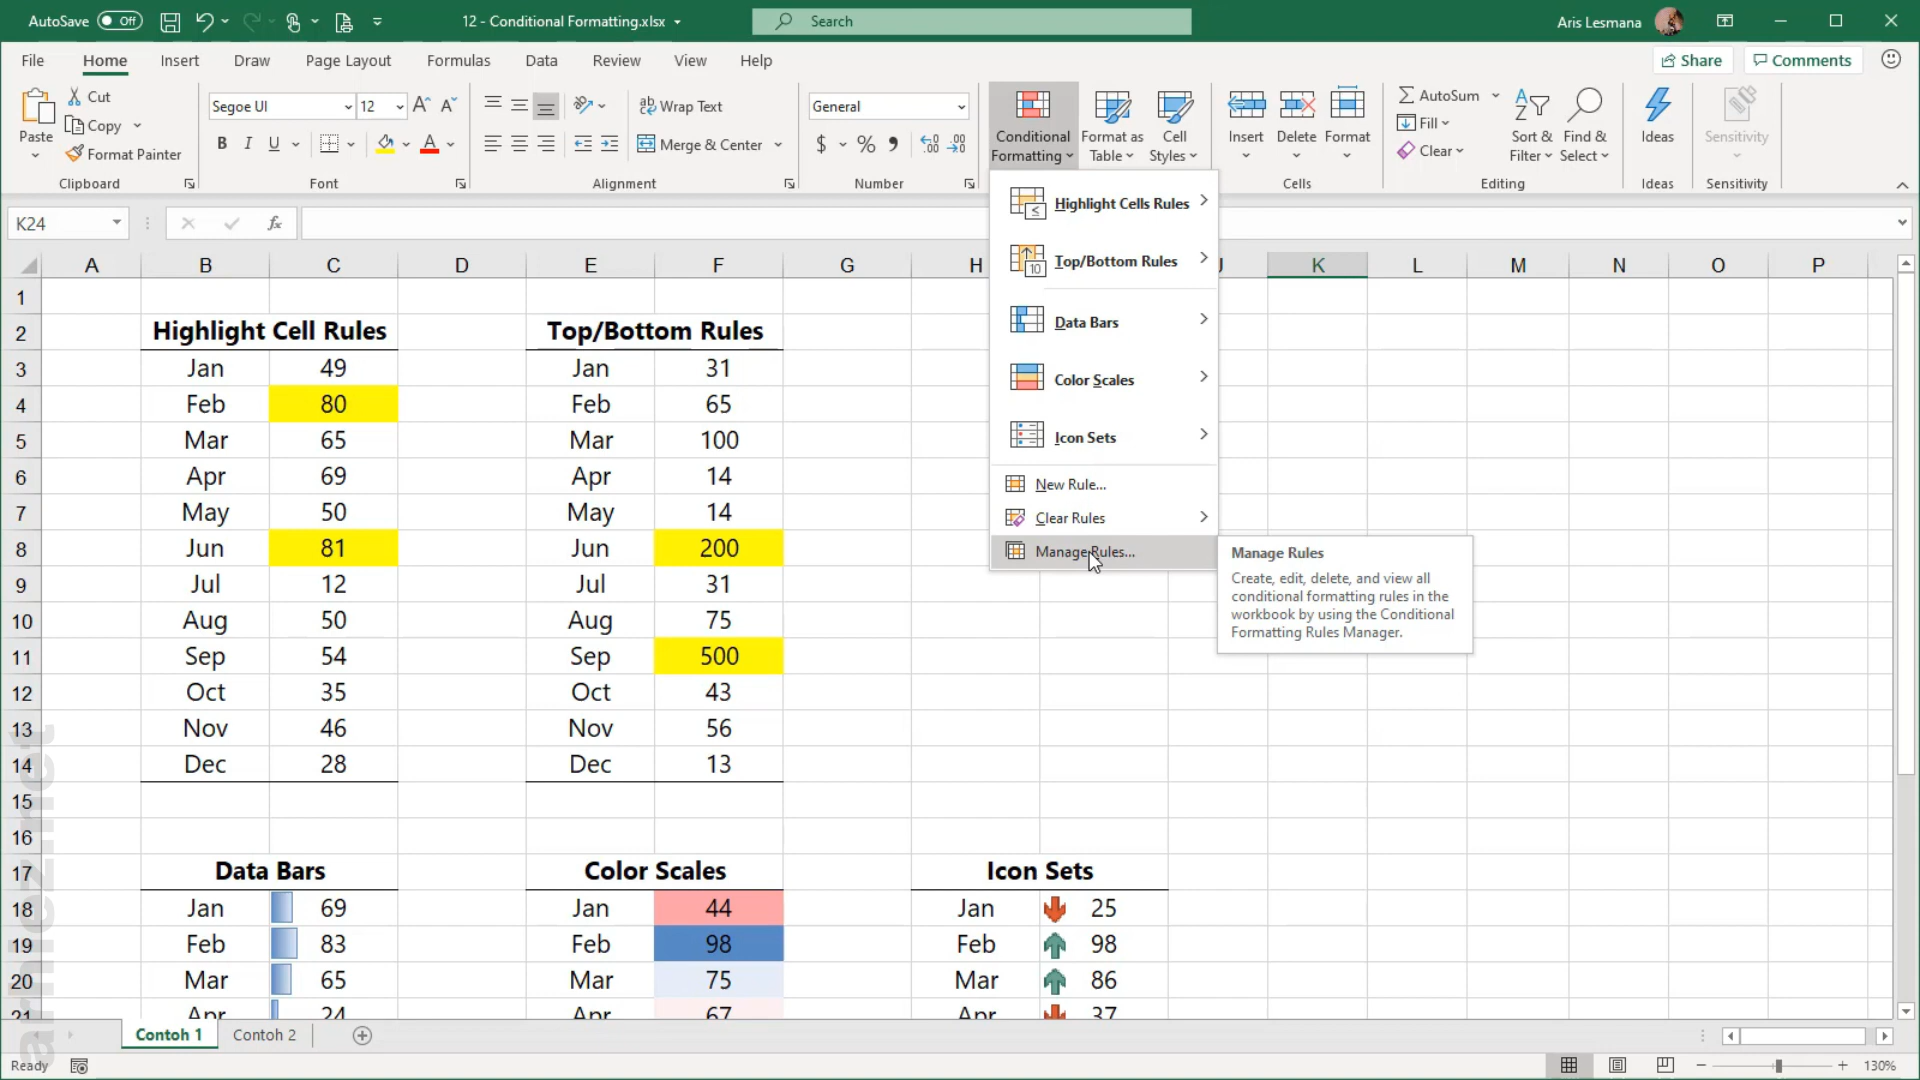 AutoSave Off
12 - Conditional Formatting.xlsx
Search
Aris Lesmana
File Home Insert Draw Page Layout Formulas Data Review View Help
Share
Comments
Paste
Cut
Copy
Format Painter
Clipboard
Segoe UI 12
B I U
Font
Wrap Text
Merge & Center
Alignment
General
$ % 9
Number
Conditional Formatting
Format as Table
Cell Styles
Insert Delete Format
Cells
AutoSum
Fill
Clear
Sort & Filter
Find & Select
Editing
Ideas
Ideas
Sensitivity
Sensitivity
K24
fx
Highlight Cells Rules
Top/Bottom Rules
Data Bars
Color Scales
Icon Sets
New Rule...
Clear Rules
Manage Rules...
Manage Rules
Create, edit, delete, and view all
conditional formatting rules in the
workbook by using the Conditional
Formatting Rules Manager.
A B C D E F G H J K L M N O P
1
2 Highlight Cell Rules Top/Bottom Rules
3 Jan 49 Jan 31
4 Feb 80 Feb 65
5 Mar 65 Mar 100
6 Apr 69 Apr 14
7 May 50 May 14
8 Jun 81 Jun 200
9 Jul 12 Jul 31
10 Aug 50 Aug 75
11 Sep 54 Sep 500
12 Oct 35 Oct 43
13 Nov 46 Nov 56
14 Dec 28 Dec 13
15
16
17 Data Bars Color Scales Icon Sets
18 Jan 69 Jan 44 Jan 25
19 Feb 83 Feb 98 Feb 98
20 Mar 65 Mar 75 Mar 86
21 Apr 24 Apr 67 Apr 37
Contoh 1 Contoh 2
Ready
130%
arhez.net